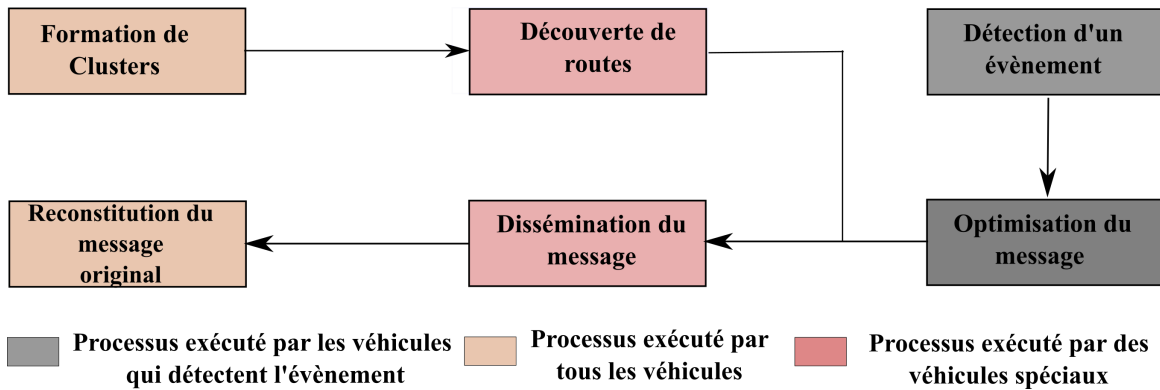 Formation de
Clusters
Découverte de
routes
Détection d'un
évènement
Reconstitution du
message
original
Dissémination du
message
Optimisation du
message
Processus exécuté par les véhicules
qui détectent l'évènement
Processus exécuté par
tous les véhicules
Processus exécuté par des
véhicules spéciaux